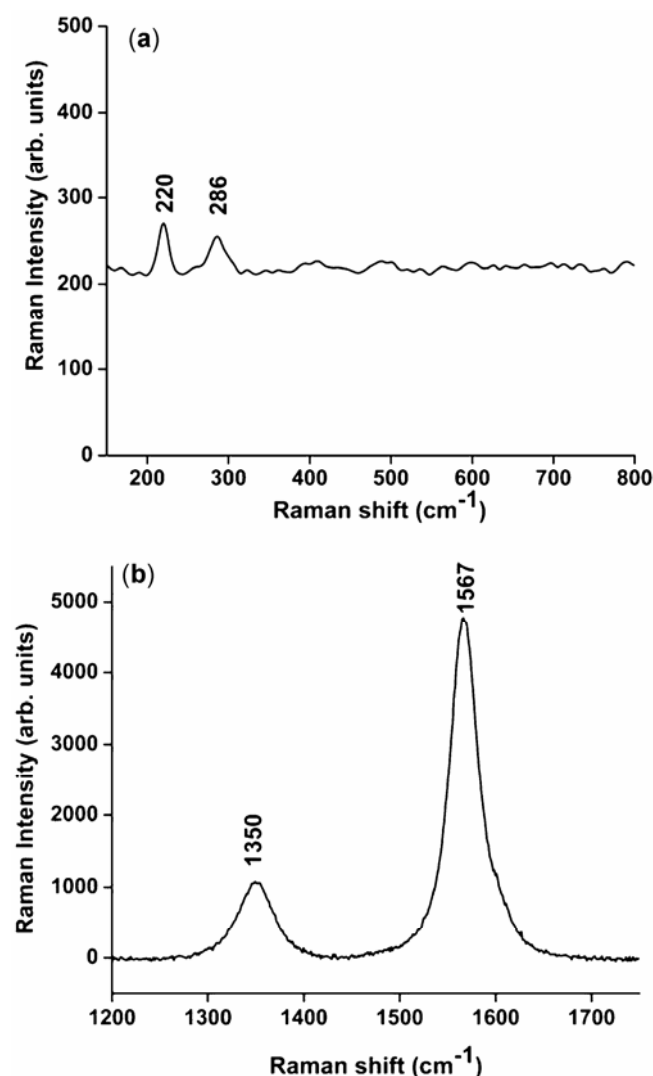 (a)
Raman Intensity (arb. units)
500
400
300
200
100
0
220
286
200 300 400 500 600 700 800
Raman shift (cm-1)
(b)
Raman Intensity (arb. units)
5000
4000
3000
2000
1000
0
1350
1567
1200 1300 1400 1500 1600 1700
Raman shift (cm-1)